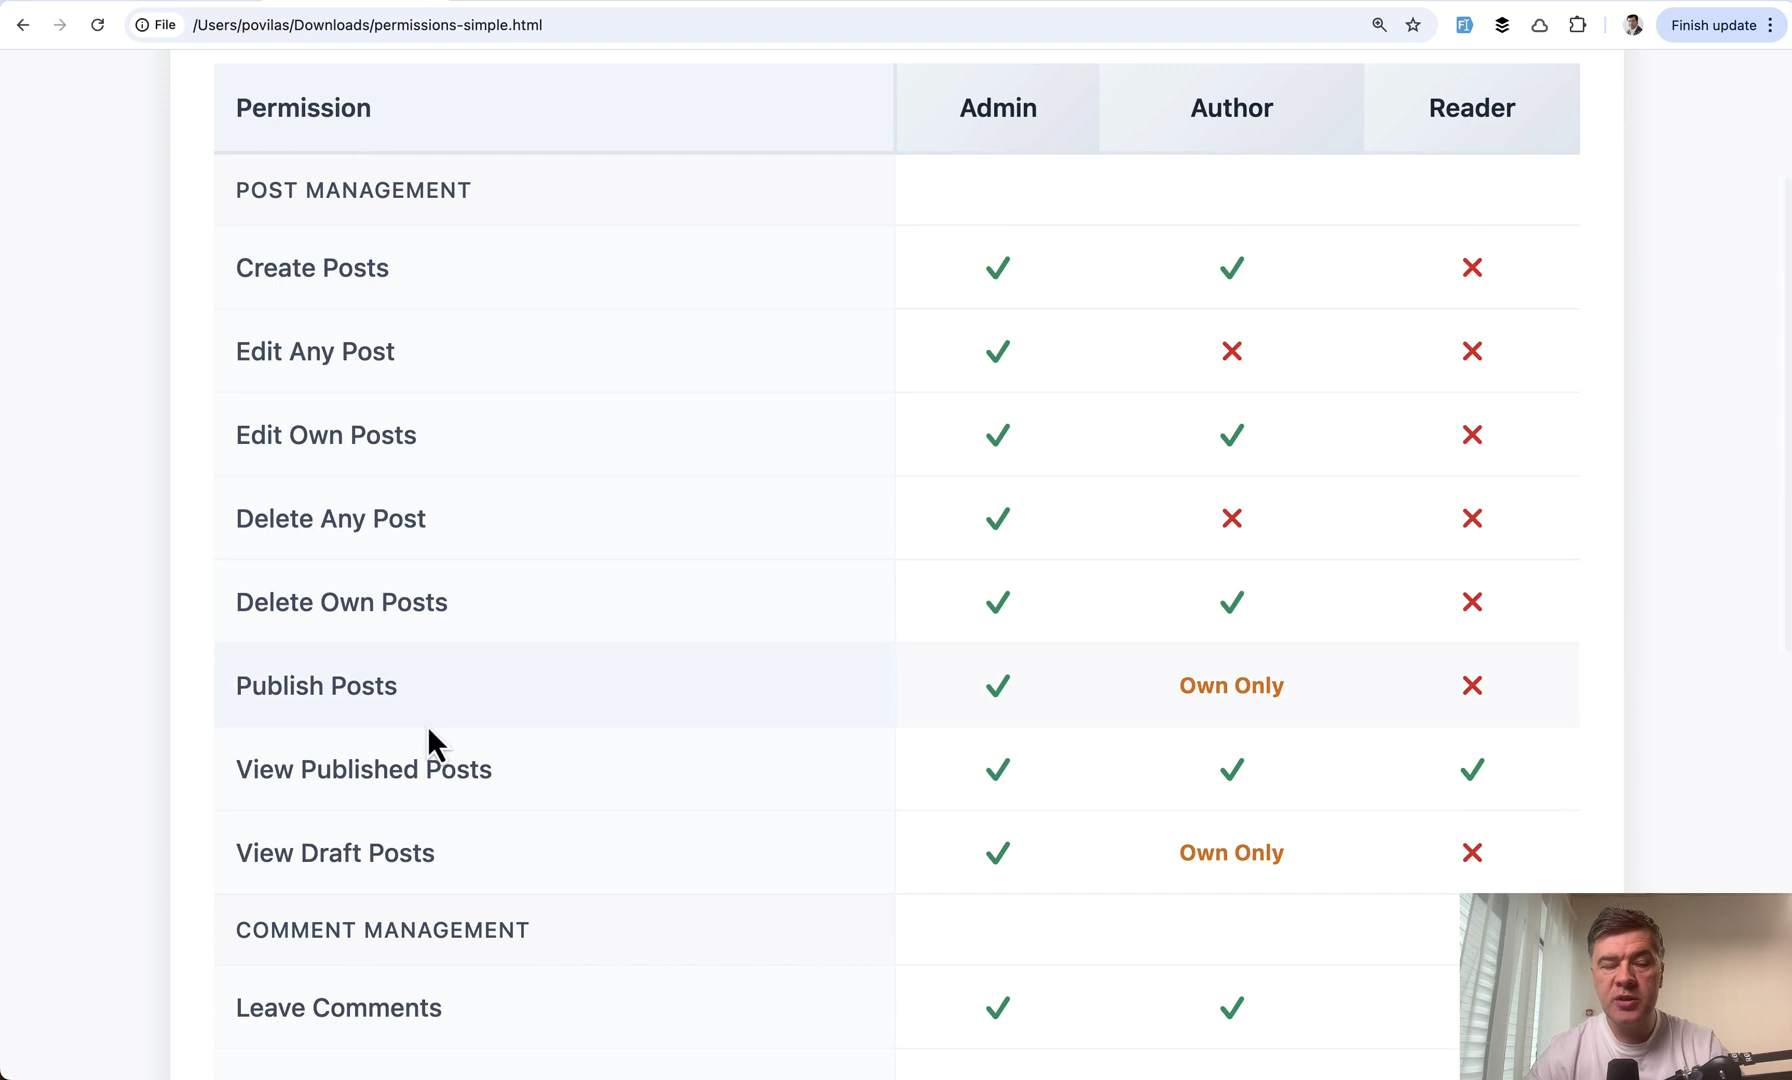 File /Users/povilas/Downloads/permissions-simple.html Finish update
Permission Admin Author Reader
POST MANAGEMENT
Create Posts
Edit Any Post
Edit Own Posts
Delete Any Post
Delete Own Posts
Publish Posts Own Only
View Published Posts
View Draft Posts Own Only
COMMENT MANAGEMENT
Leave Comments